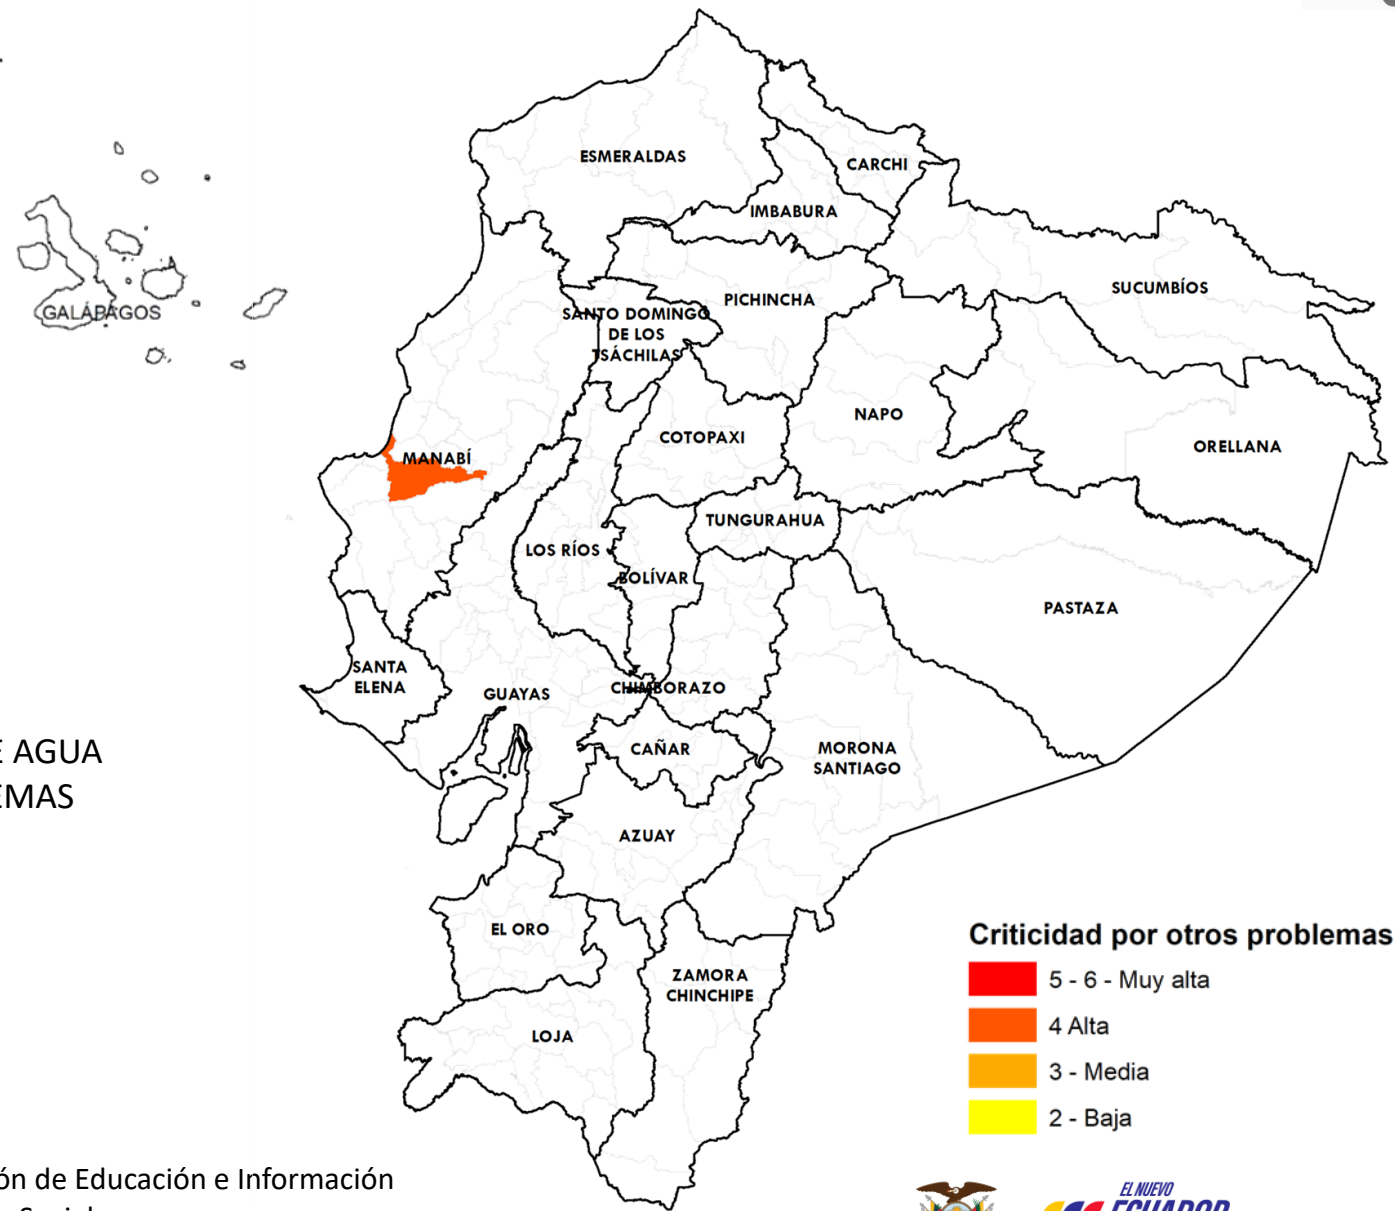 ESMERALDAS
CARCHI
IMBABURA
SUCUMBÍOS
PICHINCHA
GALÁPAGOS
SANTO DOMINGO
DE LOS
TSÁCHILAS
NAPO
COTOPAXI
ORELLANA
MANABÍ
TUNGURAHUA
LOS RÍOS
BOLÍVAR
PASTAZA
SANTA
ELENA
GUAYAS
CHIMBORAZO
CAÑAR
MORONA
SANTIAGO
AGUA
EMAS
AZUAY
EL ORO
ZAMORA
CHINCHIPE
LOJA
Criticidad por otros problemas
5 - 6 - Muy alta
4 Alta
3 - Media
2 - Baja
ón de Educación e Información
EL NUEVO
ECUADOR